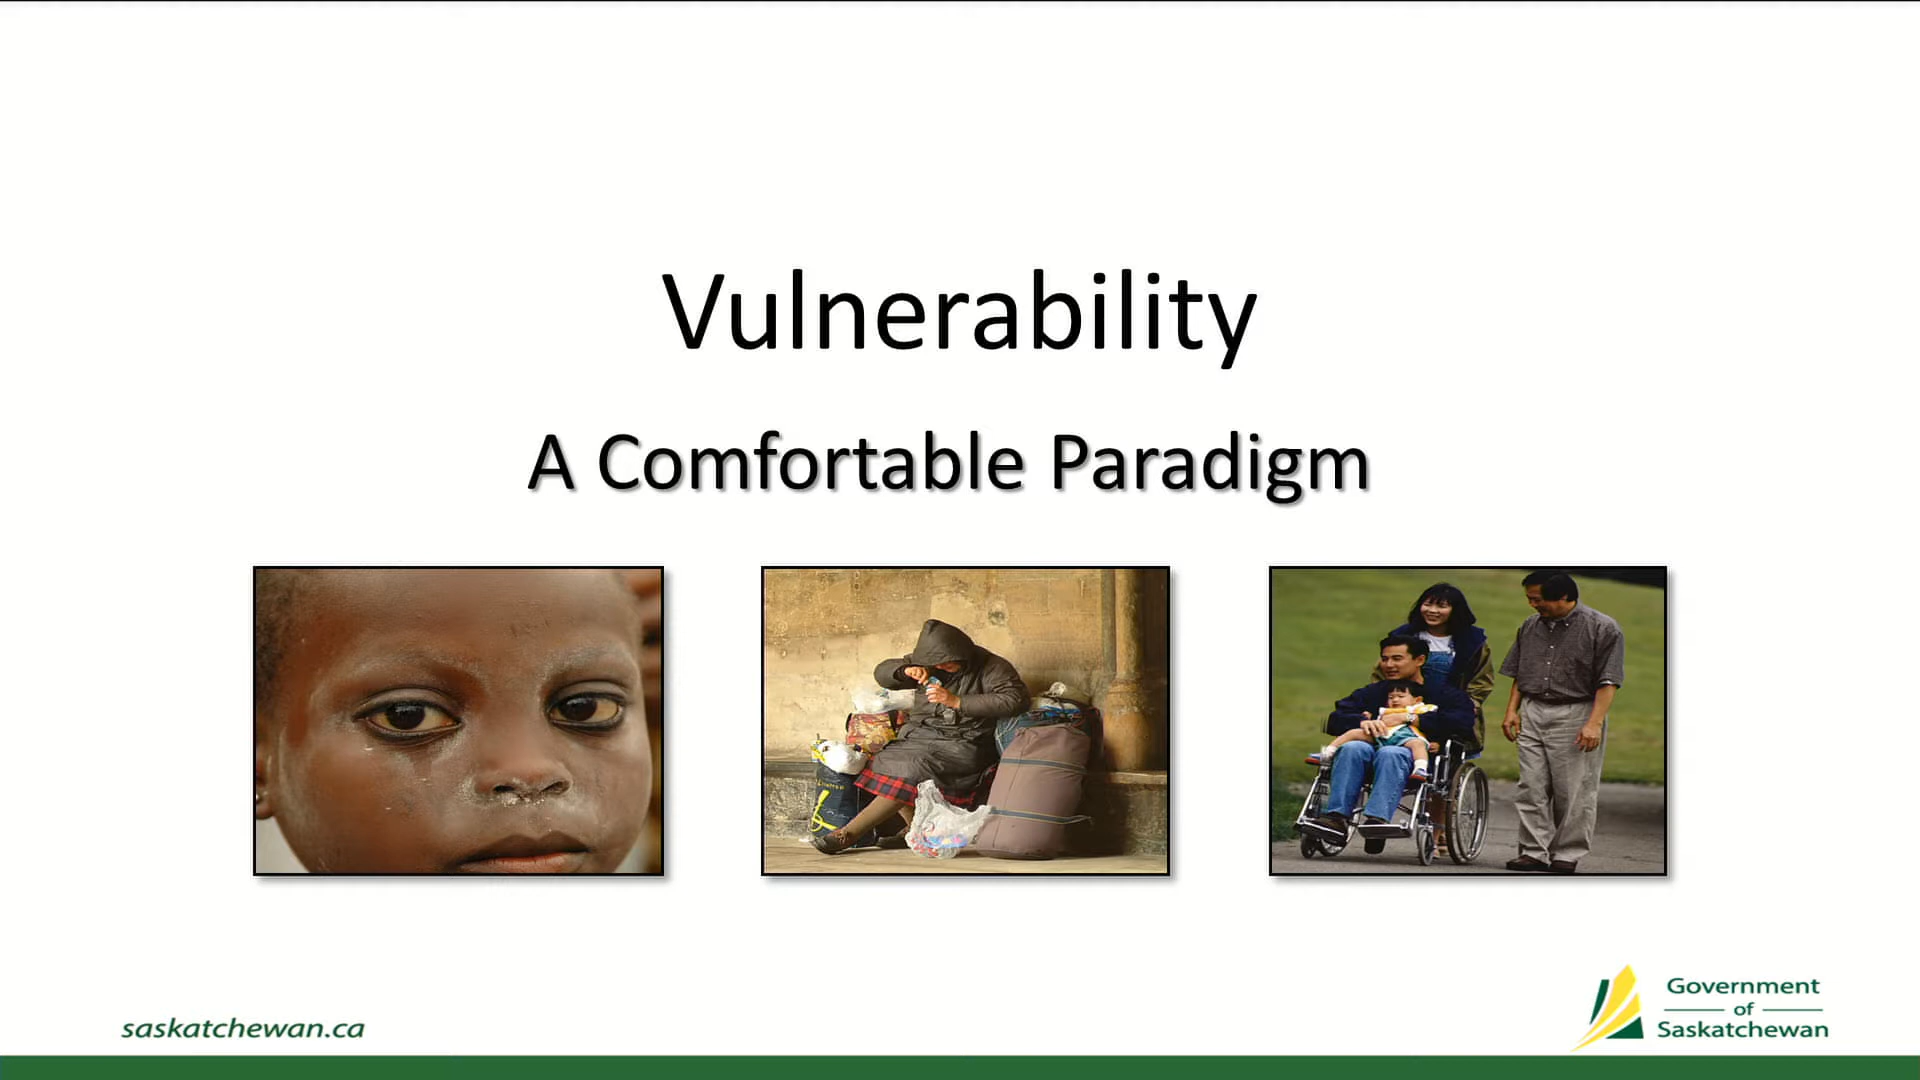 Vulnerability
A Comfortable Paradigm
saskatchewan.ca
Government
of
Saskatchewan